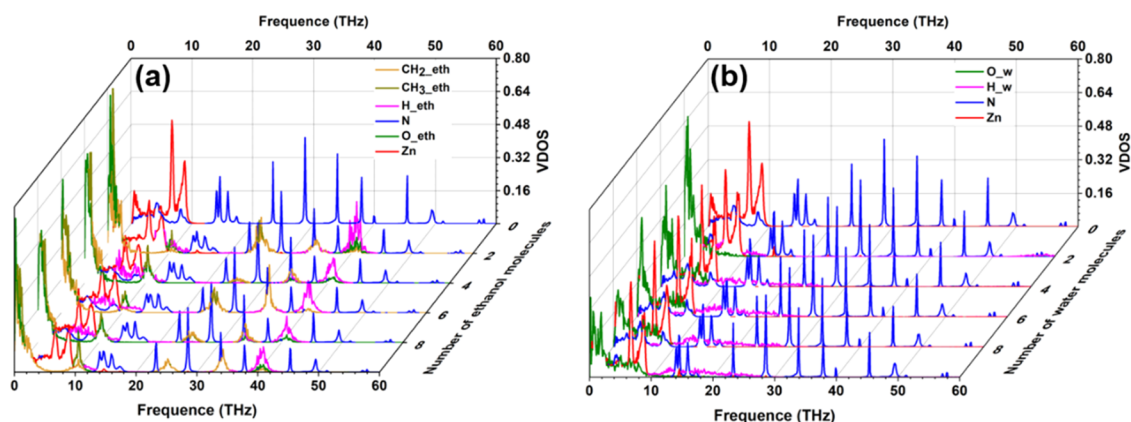 Frequence (THz)
0 10 20 30 40 50 60
(a)
CH2_eth
CH3_eth
H_eth
N
O_eth
Zn
0.80
0.64
0.48
0.32
0.16
0
VDOS
2
4
6
8
Number of ethanol molecules
0 10 20 30 40 50 60
Frequence (THz)
Frequence (THz)
0 10 20 30 40 50 60
(b)
O_w
H_w
N
Zn
0.80
0.64
0.48
0.32
0.16
0
VDOS
2
4
6
8
Number of water molecules
0 10 20 30 40 50 60
Frequence (THz)